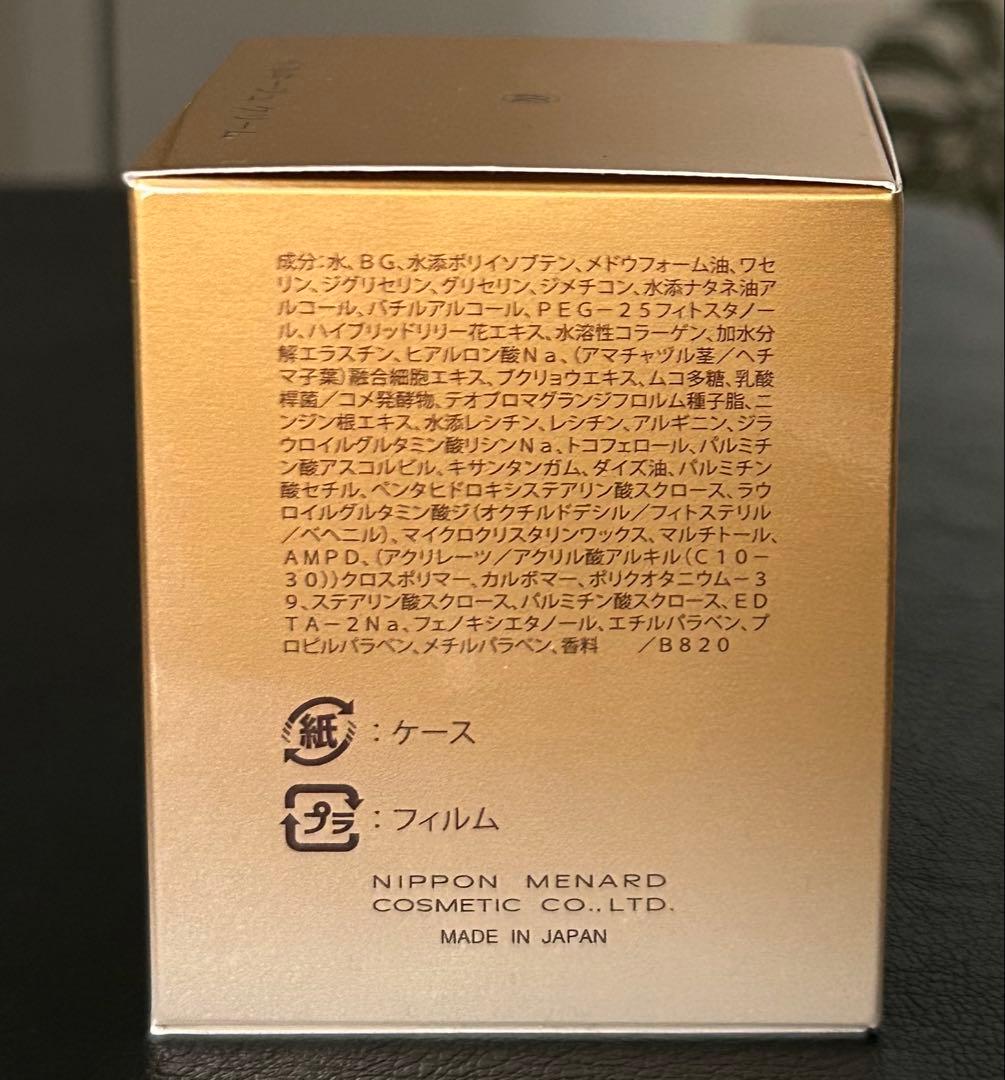 成分:水、BG、水添ポリイソブテン、メドウフォーム油、ワセ
リン、ジグリセリン、グリセリン、ジメチコン、水添ナタネ油ア
ルコール、バチルアルコール、PEG－25フィトスタノー
ル、ハイブリッドリリー花エキス、水溶性コラーゲン、加水分
解エラスチン、ヒアルロン酸Na、(アマチャヅル茎／ヘチ
マ子葉)融合細胞エキス、ブクリョウエキス、ムコ多糖、乳酸
桿菌／コメ発酵物、テオブロマグランジフロルム種子脂、ニ
ンジン根エキス、水添レシチン、レシチン、アルギニン、ジラ
ウロイルグルタミン酸リシンNa、トコフェロール、パルミチ
ン酸アスコルビル、キサンタンガム、ダイズ油、パルミチン
酸セチル、ペンタヒドロキシステアリン酸スクロース、ラウ
ロイルグルタミン酸ジ(オクチルドデシル／フィトステリル
／ベヘニル)、マイクロクリスタリンワックス、マルチトール、
AMPD、(アクリレーツ／アクリル酸アルキル(C10－
30))クロスポリマー、カルボマー、ポリクオタニウム－3
9、ステアリン酸スクロース、パルミチン酸スクロース、ED
TA－2Na、フェノキシエタノール、エチルパラベン、プ
ロピルパラベン、メチルパラベン、香料　／B820
紙:ケース
プラ:フィルム
NIPPON MENARD
COSMETIC CO.,LTD.
MADE IN JAPAN